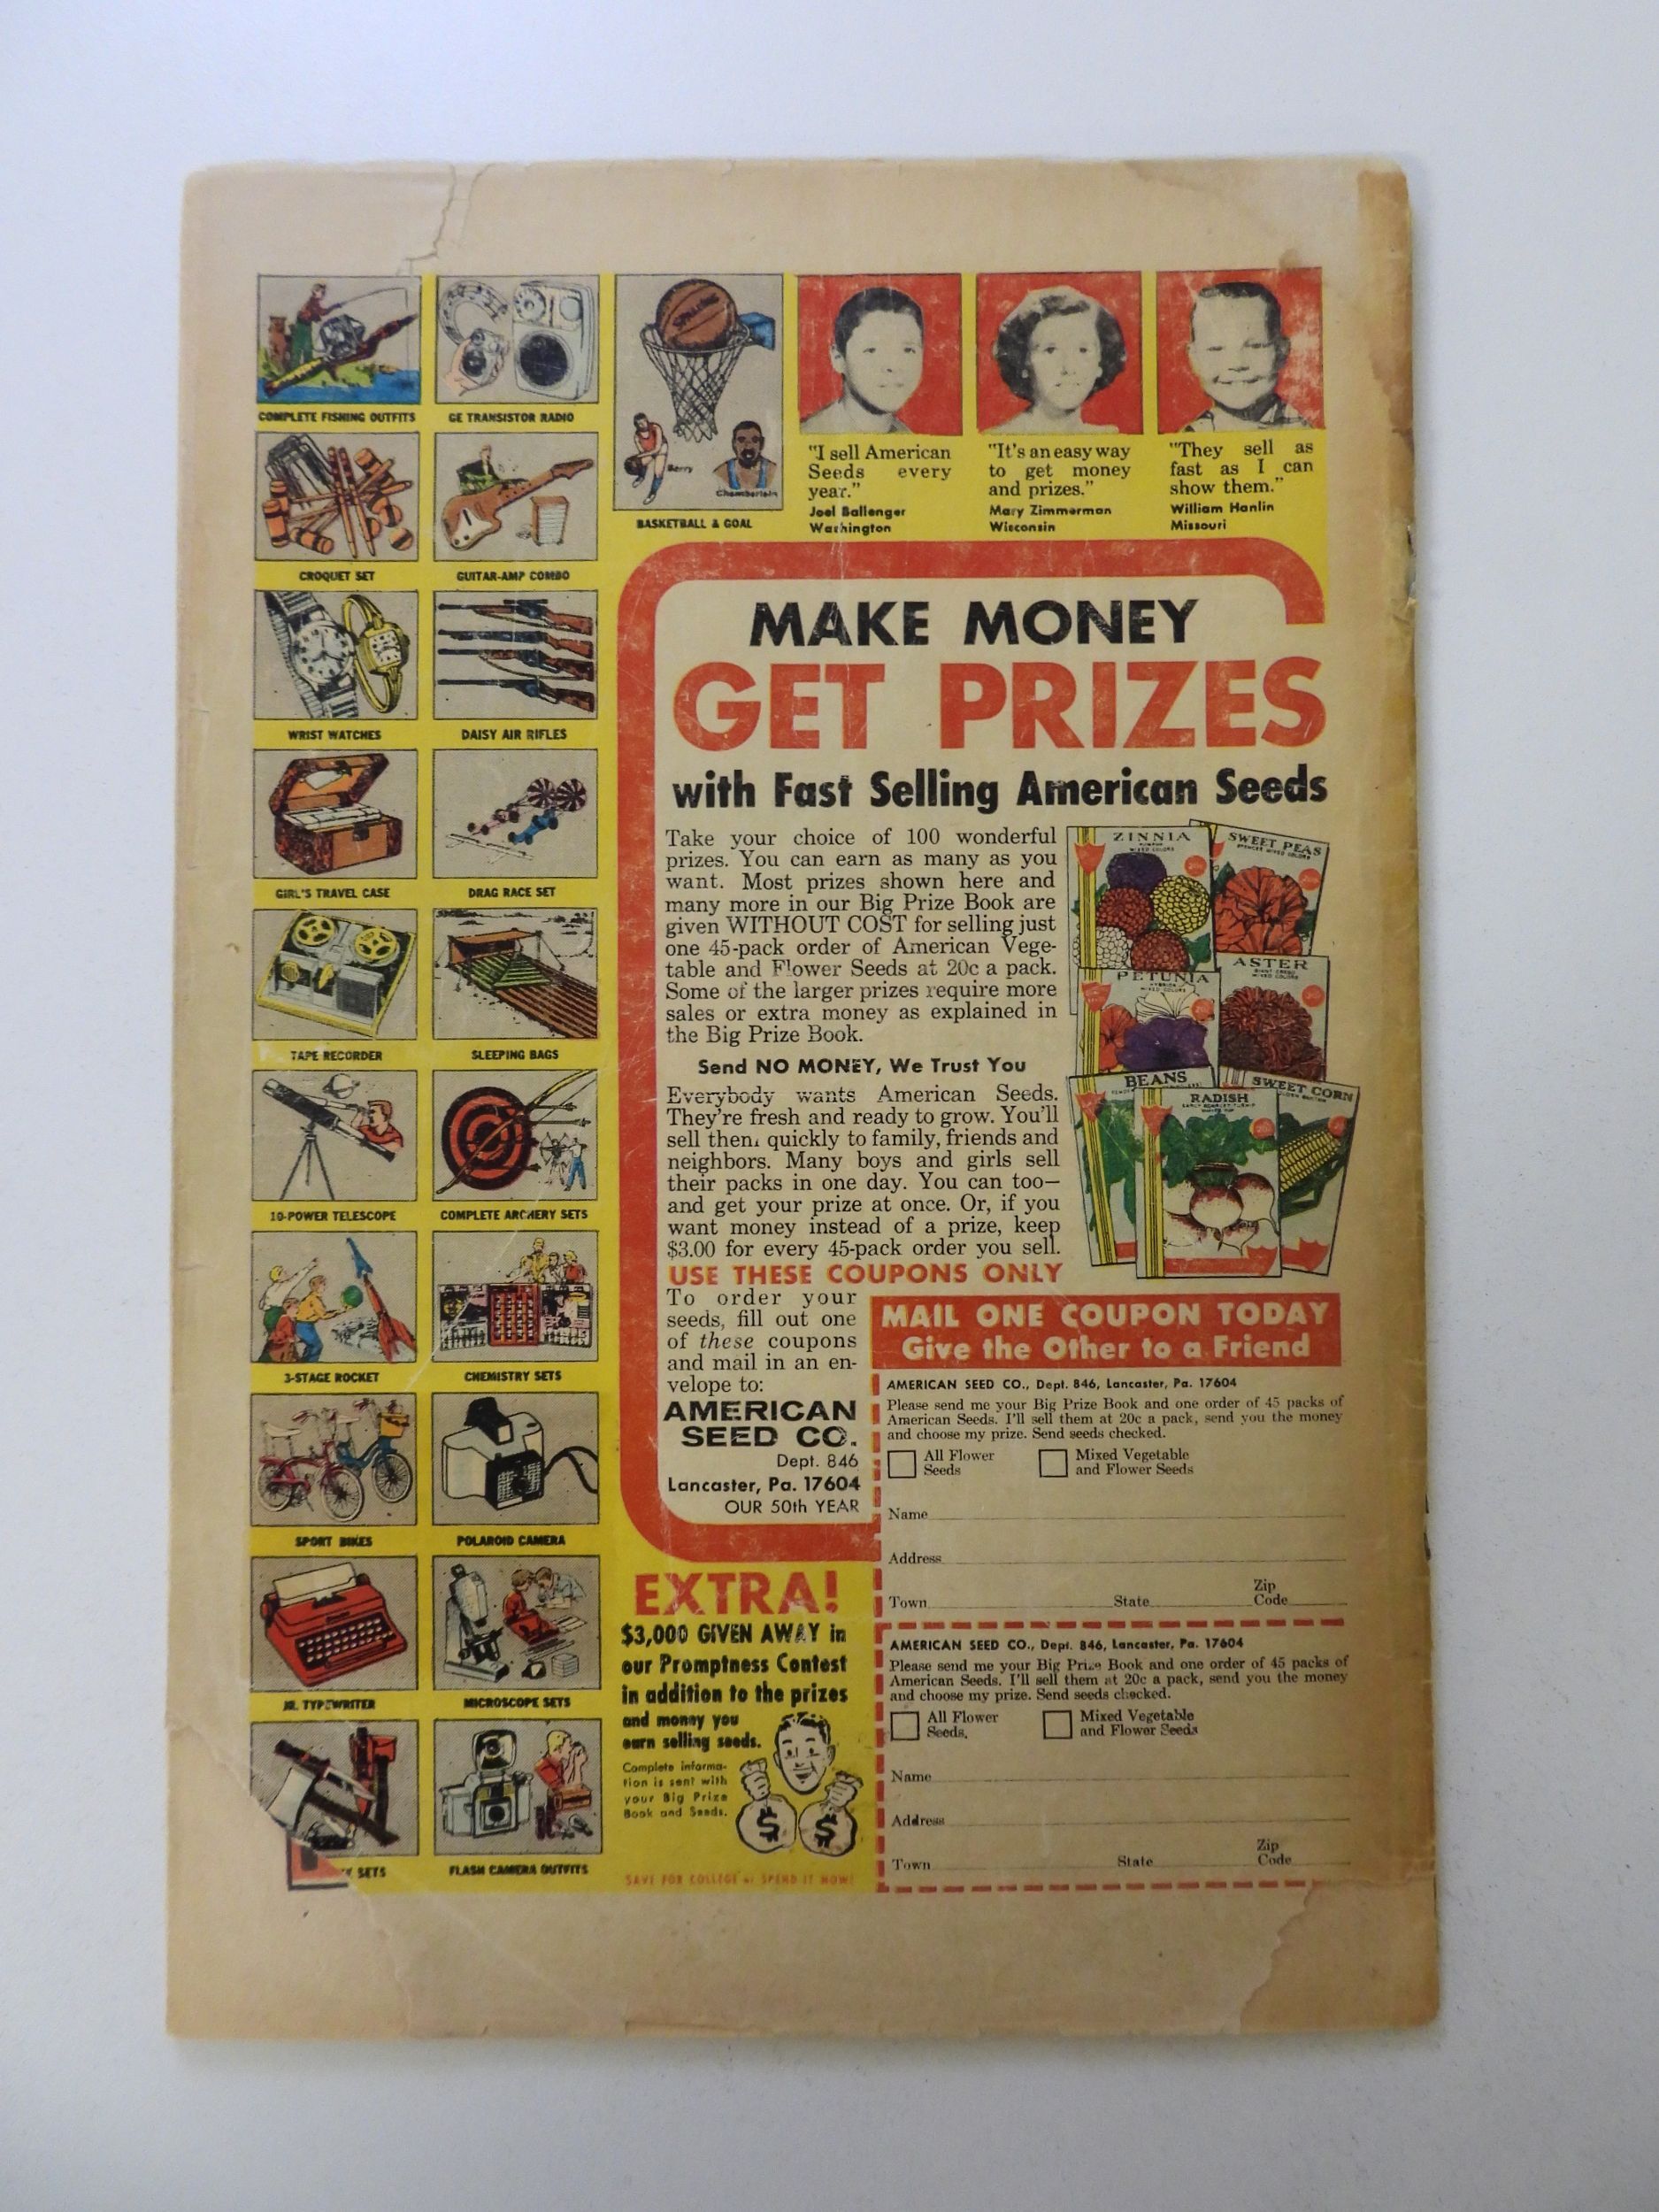 COMPLETE FISHING OUTFITS
GE TRANSISTOR RADIO
SPALDING
Barry
Chamberlain
BASKETBALL & GOAL
CROQUET SET
GUITAR-AMP COMBO
WRIST WATCHES
DAISY AIR RIFLES
GIRL'S TRAVEL CASE
DRAG RACE SET
TAPE RECORDER
SLEEPING BAGS
10-POWER TELESCOPE
COMPLETE ARCHERY SETS
3-STAGE ROCKET
CHEMISTRY SETS
SPORT BIKES
POLAROID CAMERA
JR. TYPEWRITER
MICROSCOPE SETS
SETS
FLASH CAMERA OUTFITS
"I sell American
Seeds every
year."
Joel Ballenger
Washington
"It's an easy way
to get money
and prizes."
Mary Zimmerman
Wisconsin
"They sell as
fast as I can
show them."
William Hanlin
Missouri
MAKE MONEY
GET PRIZES
with Fast Selling American Seeds
Take your choice of 100 wonderful
prizes. You can earn as many as you
want. Most prizes shown here and
many more in our Big Prize Book are
given WITHOUT COST for selling just
one 45-pack order of American Vege-
table and Flower Seeds at 20c a pack.
Some of the larger prizes require more
sales or extra money as explained in
the Big Prize Book.
Send NO MONEY, We Trust You
Everybody wants American Seeds.
They're fresh and ready to grow. You'll
sell them quickly to family, friends and
neighbors. Many boys and girls sell
their packs in one day. You can too—
and get your prize at once. Or, if you
want money instead of a prize, keep
$3.00 for every 45-pack order you sell.
USE THESE COUPONS ONLY
To order your
seeds, fill out one
of these coupons
and mail in an en-
velope to:
AMERICAN
SEED CO.
Dept. 846
Lancaster, Pa. 17604
OUR 50th YEAR
ZINNIA
MIXED COLORS
SWEET PEAS
SPENCER MIXED COLORS
PETUNIA
MIXED COLORS
ASTER
MIXED COLORS
BEANS
RADISH
SWEET CORN
MAIL ONE COUPON TODAY
Give the Other to a Friend
AMERICAN SEED CO., Dept. 846, Lancaster, Pa. 17604
Please send me your Big Prize Book and one order of 45 packs of
American Seeds. I'll sell them at 20c a pack, send you the money
and choose my prize. Send seeds checked.
All Flower
Seeds
Mixed Vegetable
and Flower Seeds
Name
Address
Town State Zip Code
AMERICAN SEED CO., Dept. 846, Lancaster, Pa. 17604
Please send me your Big Prize Book and one order of 45 packs of
American Seeds. I'll sell them at 20c a pack, send you the money
and choose my prize. Send seeds checked.
All Flower
Seeds.
Mixed Vegetable
and Flower Seeds
Name
Address
Town State Zip Code
EXTRA!
$3,000 GIVEN AWAY in
our Promptness Contest
in addition to the prizes
and money you
earn selling seeds.
Complete informa-
tion is sent with
your Big Prize
Book and Seeds.
$ $
SAVE FOR COLLEGE or SPEND IT NOW!